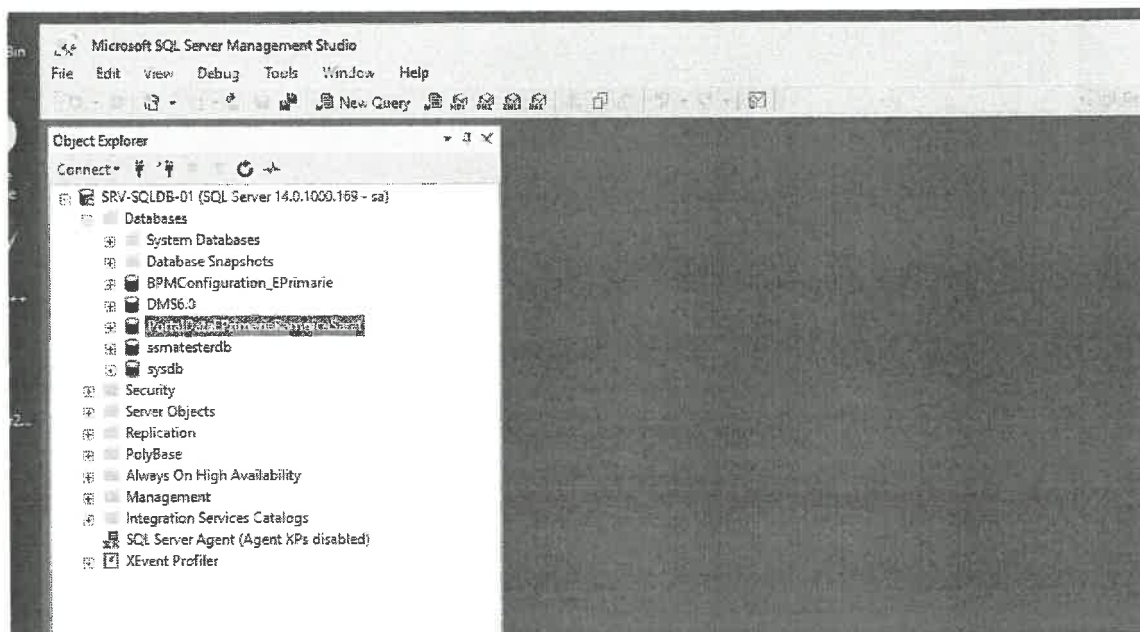 Microsoft SQL Server Management Studio
File Edit View Debug Tools Window Help
New Query
Object Explorer
Connect
SRV-SQLDB-01 (SQL Server 14.0.1000.169 - sa)
Databases
System Databases
Database Snapshots
BPMConfiguration_EPrimarie
DMS6.0
ssmatesterdb
sysdb
Security
Server Objects
Replication
PolyBase
Always On High Availability
Management
Integration Services Catalogs
SQL Server Agent (Agent XPs disabled)
XEvent Profiler